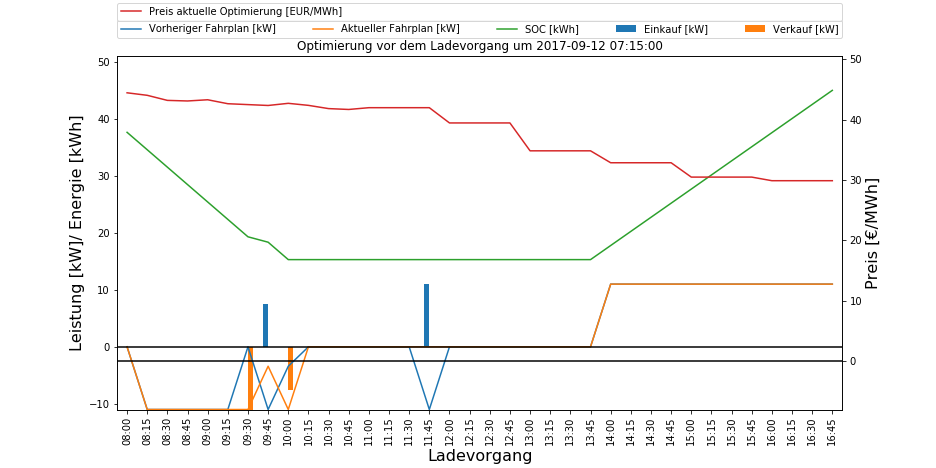 Preis aktuelle Optimierung [EUR/MWh]
Vorheriger Fahrplan [kW] Aktueller Fahrplan [kW] SOC [kWh] Einkauf [kW] Verkauf [kW]
Optimierung vor dem Ladevorgang um 2017-09-12 07:15:00
Leistung [kW]/ Energie [kWh]
50
40
30
20
10
0
−10
50
40
30
20
10
0
Preis [€/MWh]
08:00 08:15 08:30 08:45 09:00 09:15 09:30 09:45 10:00 10:15 10:30 10:45 11:00 11:15 11:30 11:45 12:00 12:15 12:30 12:45 13:00 13:15 13:30 13:45 14:00 14:15 14:30 14:45 15:00 15:15 15:30 15:45 16:00 16:15 16:30 16:45
Ladevorgang